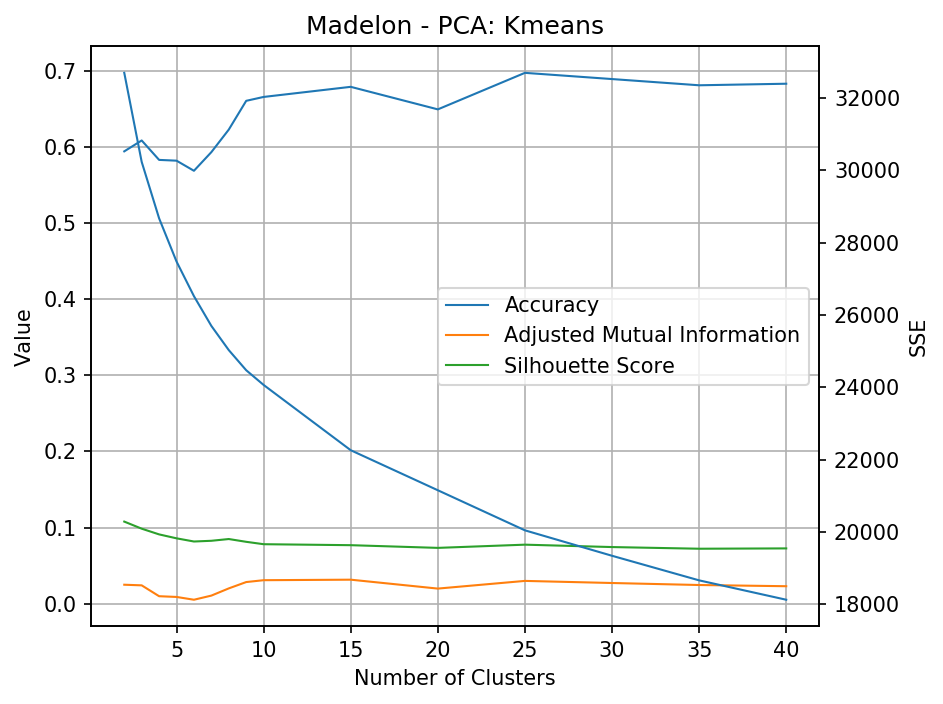 Madelon - PCA: Kmeans
0.7
0.6
0.5
0.4
0.3
0.2
0.1
0.0
Value
32000
30000
28000
26000
24000
22000
20000
18000
SSE
Accuracy
Adjusted Mutual Information
Silhouette Score
5 10 15 20 25 30 35 40
Number of Clusters